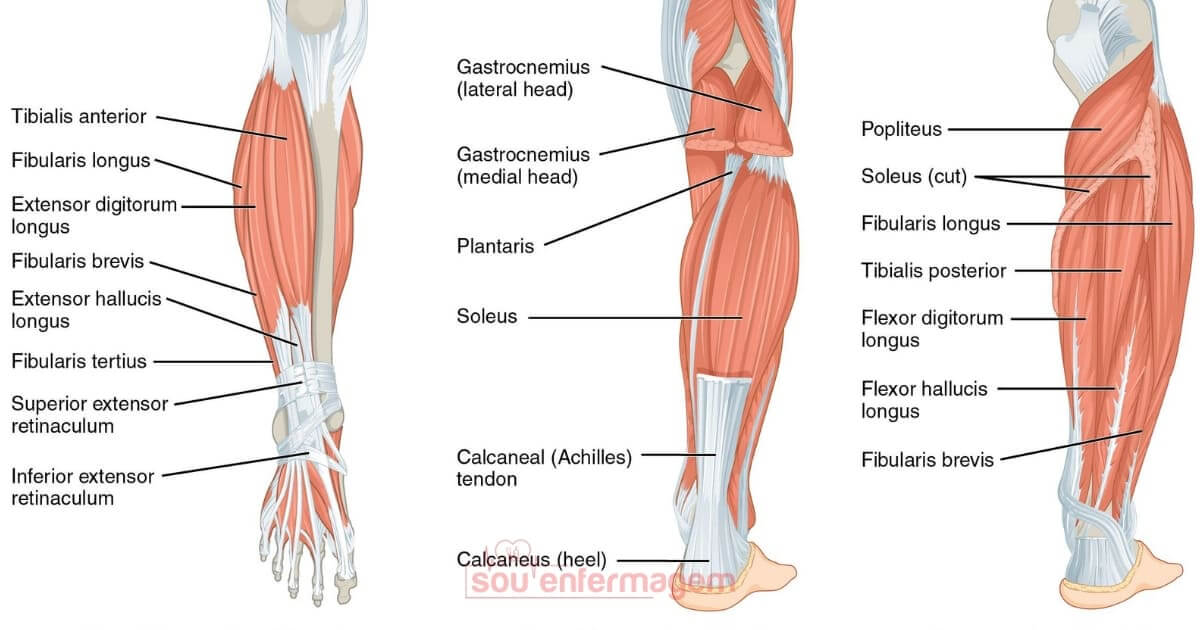 Tibialis anterior
Fibularis longus
Extensor digitorum
longus
Fibularis brevis
Extensor hallucis
longus
Fibularis tertius
Superior extensor
retinaculum
Inferior extensor
retinaculum
Gastrocnemius
(lateral head)
Gastrocnemius
(medial head)
Plantaris
Soleus
Calcaneal (Achilles)
tendon
Calcaneus (heel)
sou enfermagem
Popliteus
Soleus (cut)
Fibularis longus
Tibialis posterior
Flexor digitorum
longus
Flexor hallucis
longus
Fibularis brevis